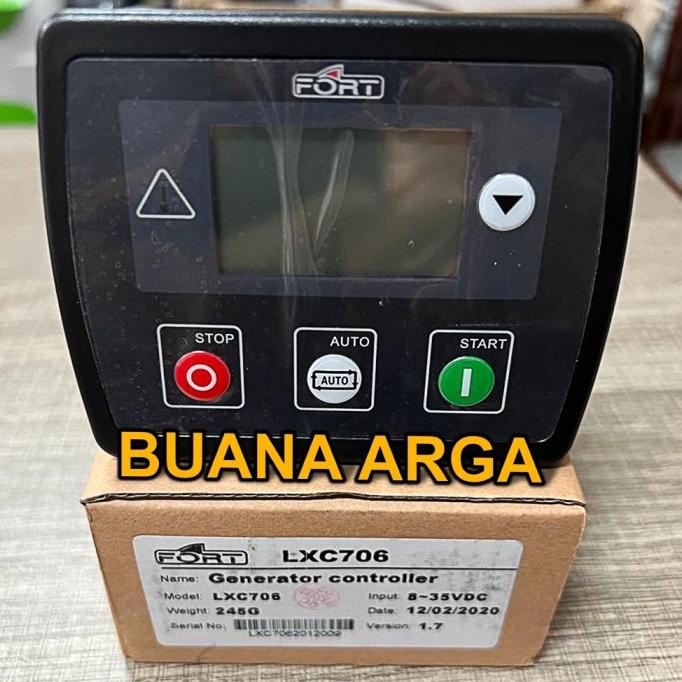 FORT
STOP
AUTO
START
AUTO
BUANA ARGA
FORT LXC706
Name: Generator controller
Model: LXC706 Input: 8~35VDC
Weight: 245G Date: 12/02/2020
Serial No: Version: 1.7
LXC7062012009